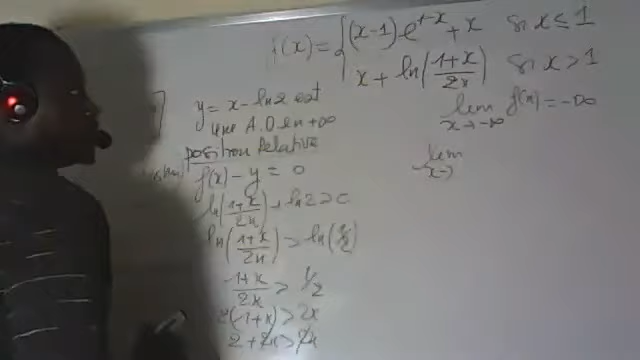 f(x) = { (x-1) e^{1-x} + x si x ≤ 1
x + ln(1+x/2x) si x > 1
y = x - ln2 est
une A.O en +∞
position relative
f(x) - y = 0
ln(1+x/2x) + ln2 > 0
ln(1+x/2x) > ln(1/2)
1+x/2x > 1/2
2(1+x) > 2x
2 + 2x > 2x
lim f(x) = -∞
x→-∞
lim
x→